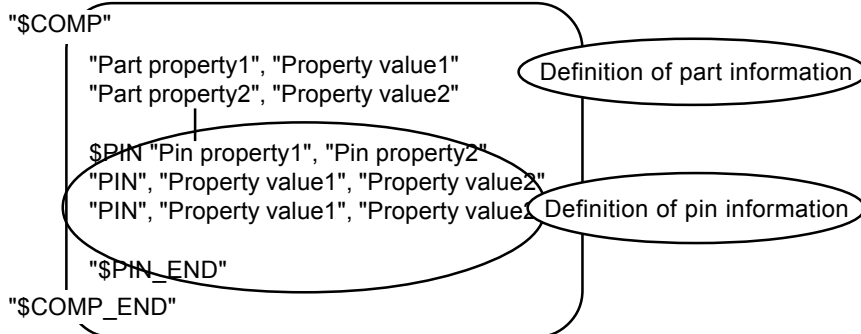 "$COMP"
"Part property1", "Property value1"
"Part property2", "Property value2"
Definition of part information
$PIN "Pin property1", "Pin property2"
"PIN", "Property value1", "Property value2"
"PIN", "Property value1", "Property value2
Definition of pin information
"$PIN_END"
"$COMP_END"